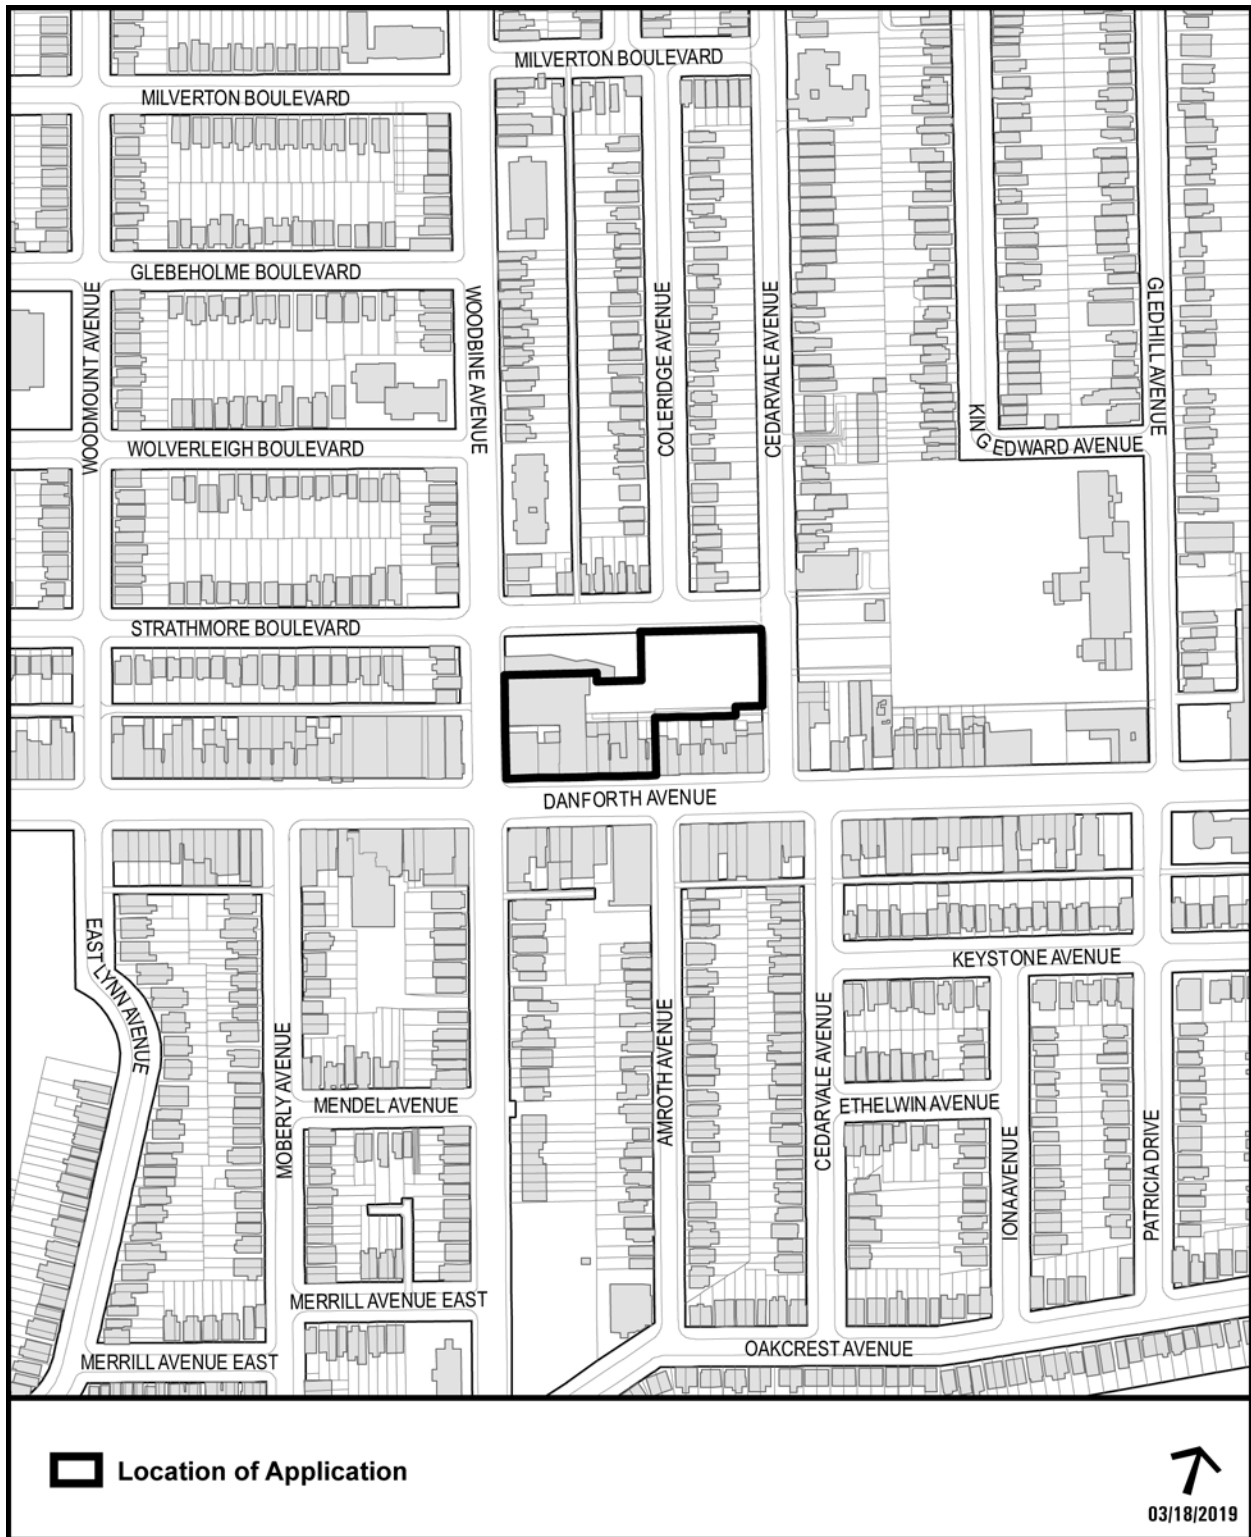 MILVERTON BOULEVARD
MILVERTON BOULEVARD
GLEBEHOLME BOULEVARD
WOODMOUNT AVENUE
WOODBINE AVENUE
COLERIDGE AVENUE
CEDARVALE AVENUE
GLEDHILL AVENUE
KING EDWARD AVENUE
WOLVERLEIGH BOULEVARD
STRATHMORE BOULEVARD
DANFORTH AVENUE
EAST LYNN AVENUE
KEYSTONE AVENUE
MOBERLY AVENUE
AMROTH AVENUE
CEDARVALE AVENUE
MENDEL AVENUE
ETHELWIN AVENUE
IONA AVENUE
PATRICIA DRIVE
MERRILL AVENUE EAST
OAKCREST AVENUE
MERRILL AVENUE EAST
Location of Application
03/18/2019